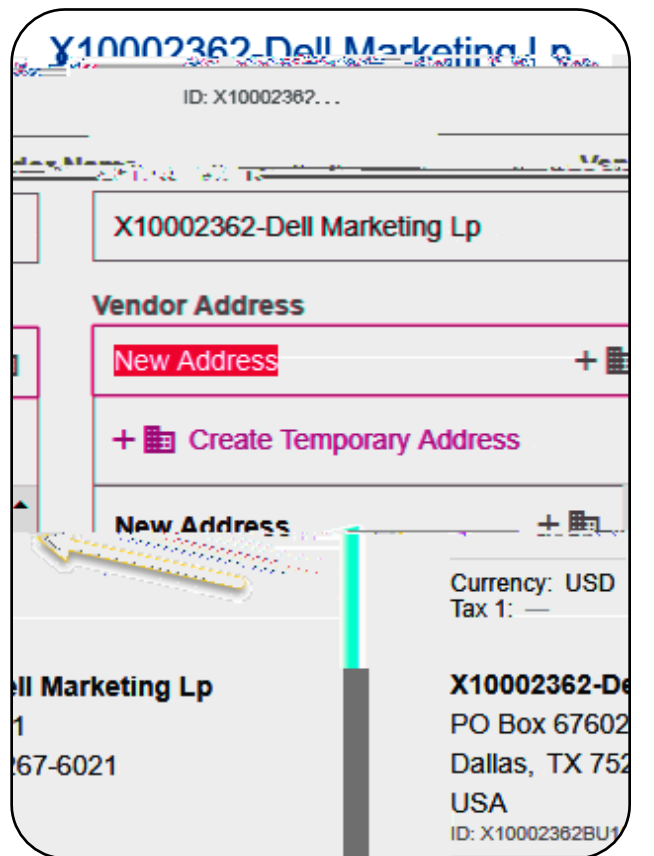 X10002362-Dell Marketing Lp
ID: X10002362...
X10002362-Dell Marketing Lp
Vendor Address
New Address
Create Temporary Address
New Address
Currency: USD
Tax 1: —
ell Marketing Lp
X10002362-De
1
PO Box 67602
267-6021
Dallas, TX 752
USA
ID: X10002362BU1